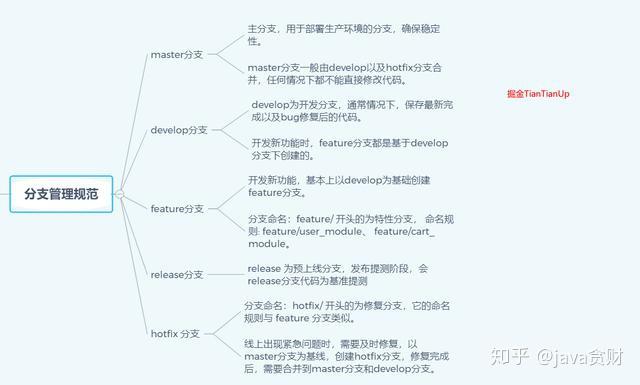 主分支，用于部署生产环境的分支，确保稳定
性。
master分支
master分支一般由develop以及hotfix分支合
并，任何情况下都不能直接修改代码。
掘金TianTianUp
develop为开发分支，通常情况下，保存最新完
成以及bug修复后的代码。
develop分支
开发新功能时，feature分支都是基于develop
分支下创建的。
分支管理规范
开发新功能，基本上以develop为基础创建
feature分支。
feature分支
分支命名：feature/ 开头的为特性分支， 命名规
则: feature/user_module、 feature/cart_
module。
release分支
release 为预上线分支，发布提测阶段，会
release分支代码为基准提测
分支命名：hotfix/ 开头的为修复分支，它的命名
规则与 feature 分支类似。
hotfix 分支
线上出现紧急问题时，需要及时修复，以
master分支为基线，创建hotfix分支，修复完成
后，需要合并到master分支和develop分支。
知乎 @java贪财